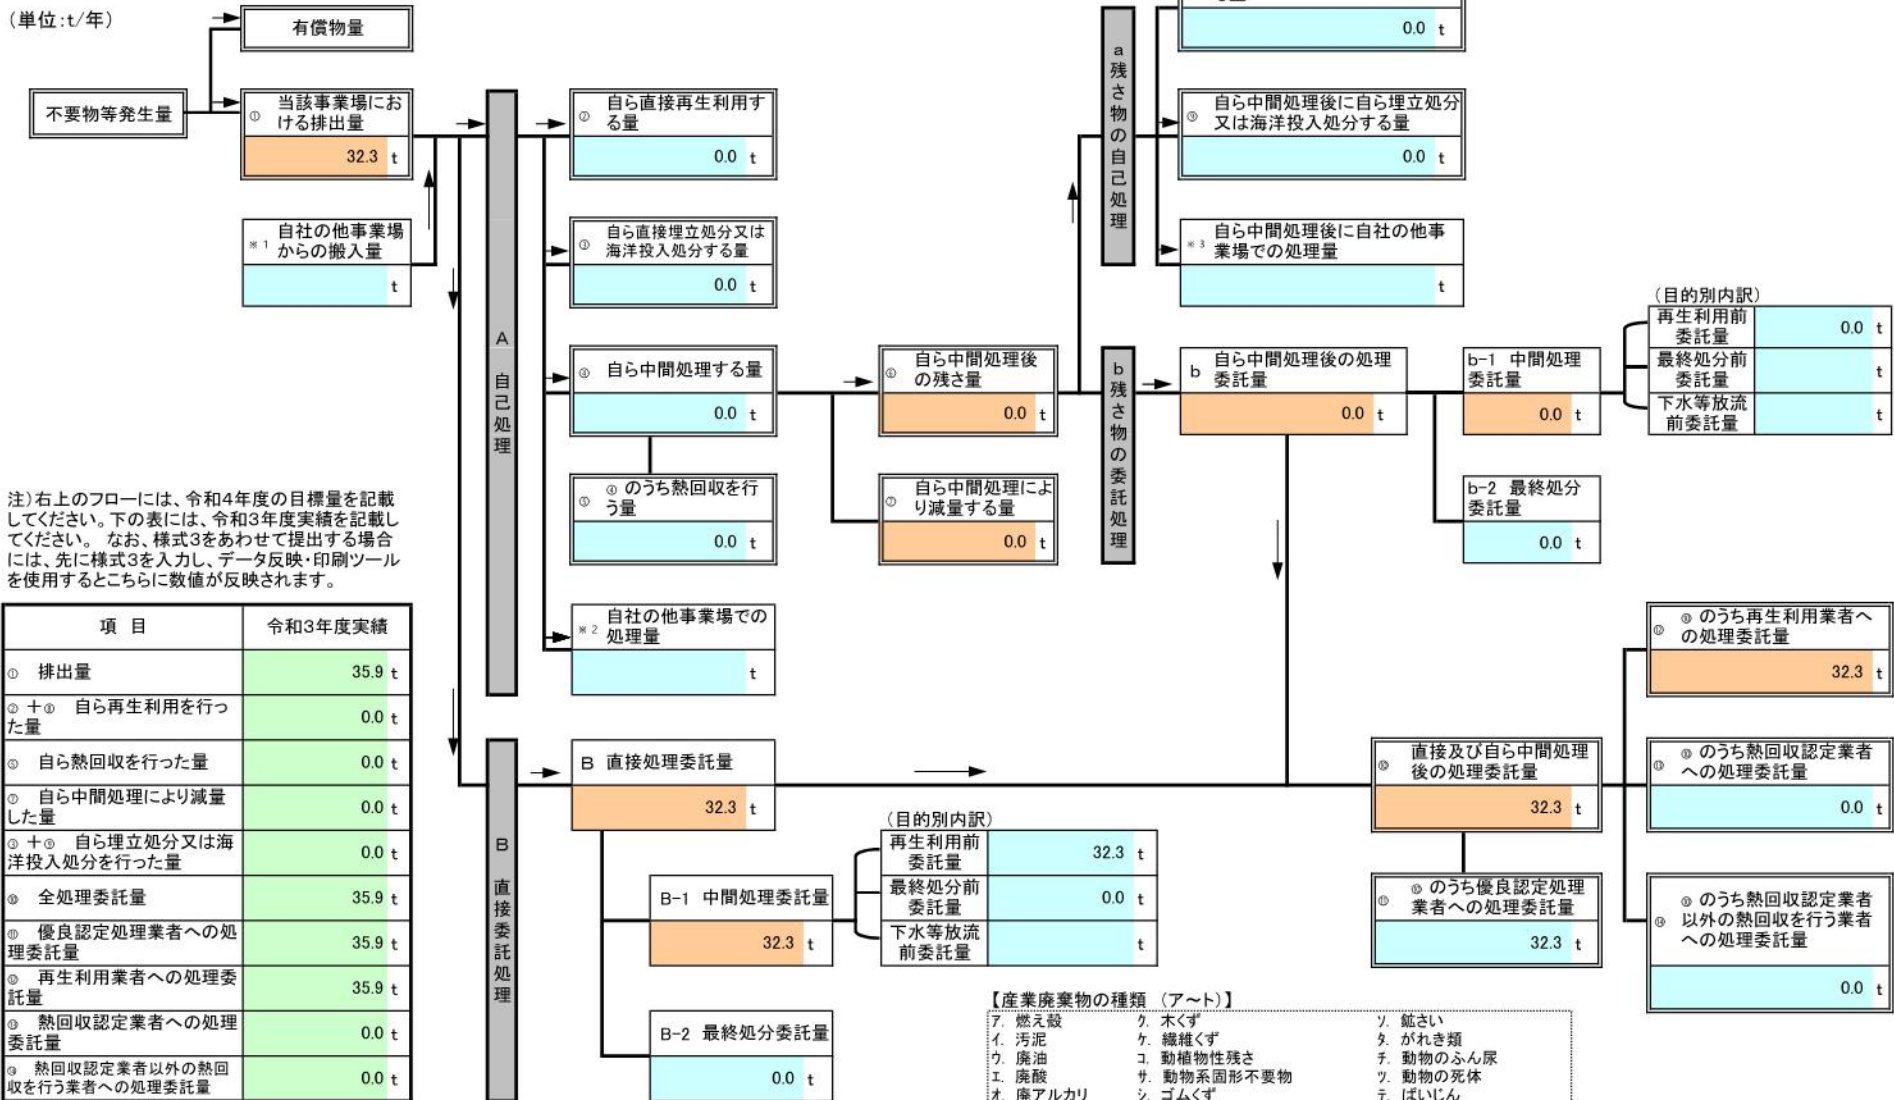 (単位:t/年)
有償物量
不要物等発生量
① 当該事業場にお
ける排出量
32.3 t
※1 自社の他事業場
からの搬入量
t
A 自己処理
② 自ら直接再生利用す
る量
0.0 t
③ 自ら直接埋立処分又は
海洋投入処分する量
0.0 t
④ 自ら中間処理する量
0.0 t
⑤ ④のうち熱回収を行
う量
0.0 t
※2 自社の他事業場での
処理量
t
⑥ 自ら中間処理後
の残さ量
0.0 t
⑦ 自ら中間処理によ
り減量する量
0.0 t
a 残さ物の自己処理
0.0 t
⑨ 自ら中間処理後に自ら埋立処分
又は海洋投入処分する量
0.0 t
※3 自ら中間処理後に自社の他事
業場での処理量
t
b 残さ物の委託処理
b 自ら中間処理後の処理
委託量
0.0 t
b-1 中間処理
委託量
0.0 t
b-2 最終処分
委託量
0.0 t
(目的別内訳)
再生利用前
委託量
0.0 t
最終処分前
委託量
t
下水等放流
前委託量
t
注)右上のフローには、令和4年度の目標量を記載
してください。下の表には、令和3年度実績を記載し
てください。 なお、様式3をあわせて提出する場合
には、先に様式3を入力し、データ反映・印刷ツール
を使用するとこちらに数値が反映されます。
項 目 令和3年度実績
① 排出量 35.9 t
②+⑧ 自ら再生利用を行っ
た量 0.0 t
⑤ 自ら熱回収を行った量 0.0 t
⑦ 自ら中間処理により減量
した量 0.0 t
③+⑨ 自ら埋立処分又は海
洋投入処分を行った量 0.0 t
⑩ 全処理委託量 35.9 t
⑪ 優良認定処理業者への処
理委託量 35.9 t
⑫ 再生利用業者への処理委
託量 35.9 t
⑬ 熱回収認定業者への処理
委託量 0.0 t
⑭ 熱回収認定業者以外の熱回
収を行う業者への処理委託量 0.0 t
B 直接委託処理
B 直接処理委託量
32.3 t
B-1 中間処理委託量
32.3 t
B-2 最終処分委託量
0.0 t
(目的別内訳)
再生利用前
委託量
32.3 t
最終処分前
委託量
0.0 t
下水等放流
前委託量
t
⑩ 直接及び自ら中間処理
後の処理委託量
32.3 t
⑪ ⑩のうち優良認定処理
業者への処理委託量
32.3 t
⑫ ⑩のうち再生利用業者へ
の処理委託量
32.3 t
⑬ ⑩のうち熱回収認定業者
への処理委託量
0.0 t
⑭ ⑩のうち熱回収認定業者
以外の熱回収を行う業者
への処理委託量
0.0 t
【産業廃棄物の種類 (ア~ト)】
ア. 燃え殻 ク. 木くず ソ. 鉱さい
イ. 汚泥 ケ. 繊維くず タ. がれき類
ウ. 廃油 コ. 動植物性残さ チ. 動物のふん尿
エ. 廃酸 サ. 動物系固形不要物 ツ. 動物の死体
オ. 廃アルカリ シ. ゴムくず テ. ばいじん